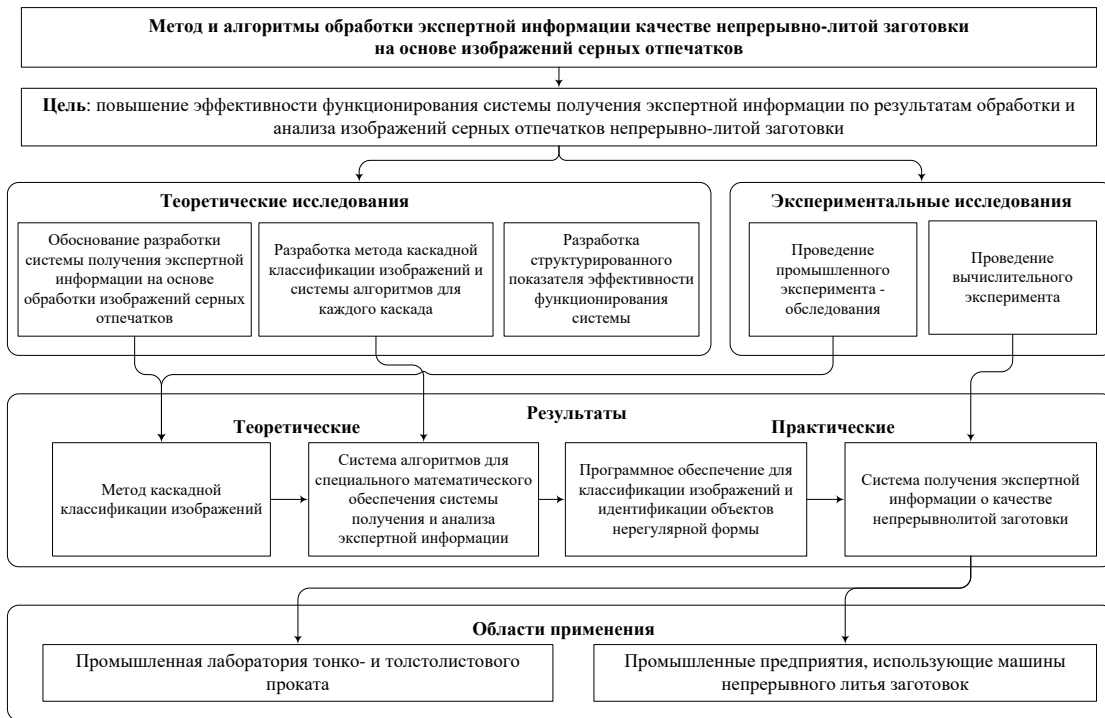 Метод и алгоритмы обработки экспертной информации качестве непрерывно-литой заготовки
на основе изображений серных отпечатков
Цель: повышение эффективности функционирования системы получения экспертной информации по результатам обработки и
анализа изображений серных отпечатков непрерывно-литой заготовки
Теоретические исследования
Обоснование разработки
системы получения экспертной
информации на основе
обработки изображений серных
отпечатков
Разработка метода каскадной
классификации изображений и
системы алгоритмов для
каждого каскада
Разработка
структурированного
показателя эффективности
функционирования
системы
Экспериментальные исследования
Проведение
промышленного
эксперимента -
обследования
Проведение
вычислительного
эксперимента
Результаты
Теоретические
Практические
Метод каскадной
классификации изображений
Система алгоритмов для
специального математического
обеспечения системы
получения и анализа
экспертной информации
Программное обеспечение для
классификации изображений и
идентификации объектов
нерегулярной формы
Система получения экспертной
информации о качестве
непрерывнолитой заготовки
Области применения
Промышленная лаборатория тонко- и толстолистового
проката
Промышленные предприятия, использующие машины
непрерывного литья заготовок